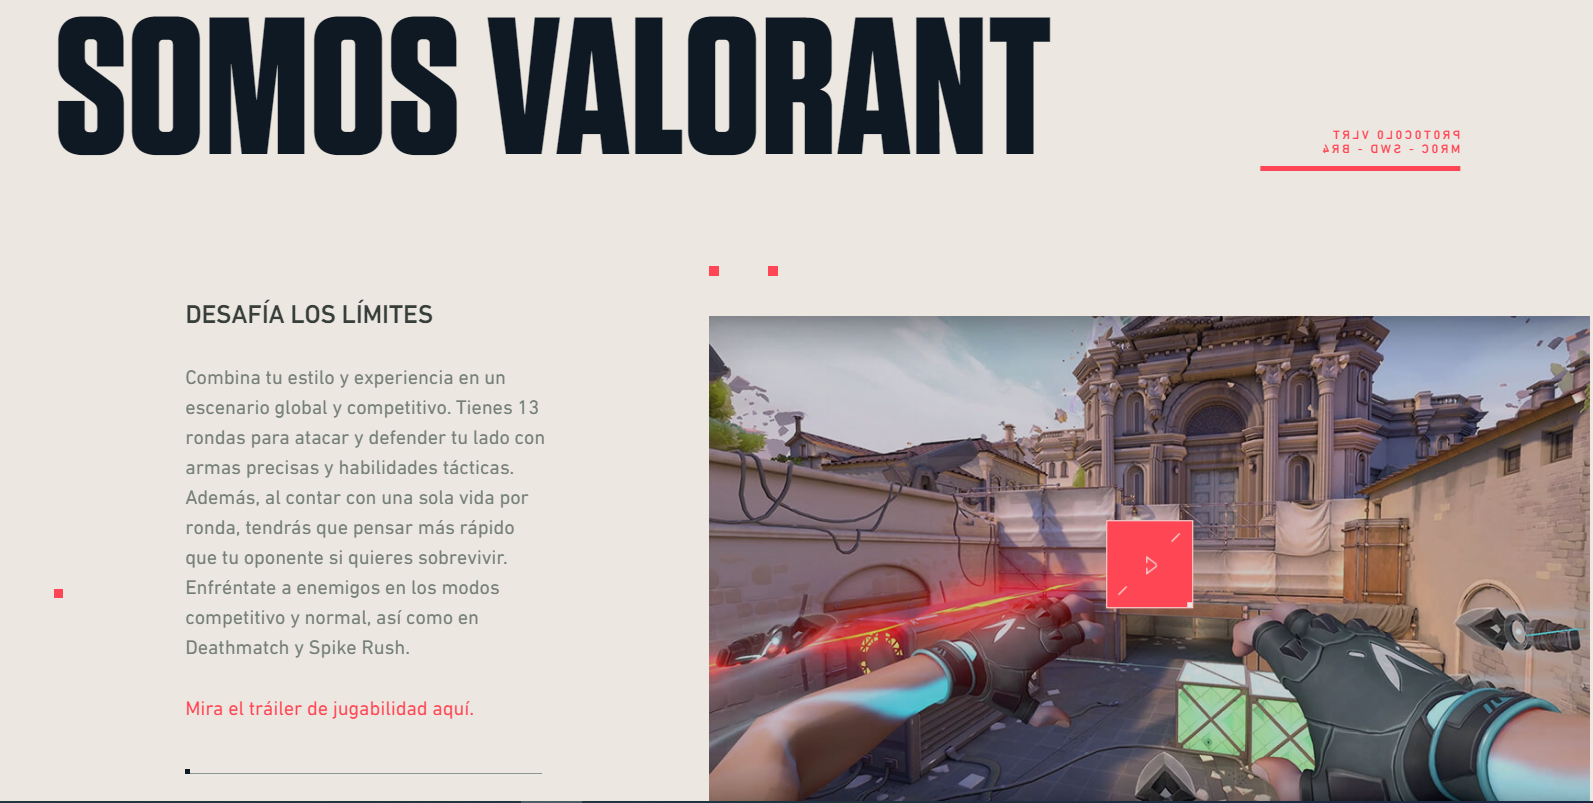 SOMOS VALORANT
PROTOCOLO VLRT
MR0C - SWD - BR4
DESAFÍA LOS LÍMITES
Combina tu estilo y experiencia en un
escenario global y competitivo. Tienes 13
rondas para atacar y defender tu lado con
armas precisas y habilidades tácticas.
Además, al contar con una sola vida por
ronda, tendrás que pensar más rápido
que tu oponente si quieres sobrevivir.
Enfréntate a enemigos en los modos
competitivo y normal, así como en
Deathmatch y Spike Rush.
Mira el tráiler de jugabilidad aquí.